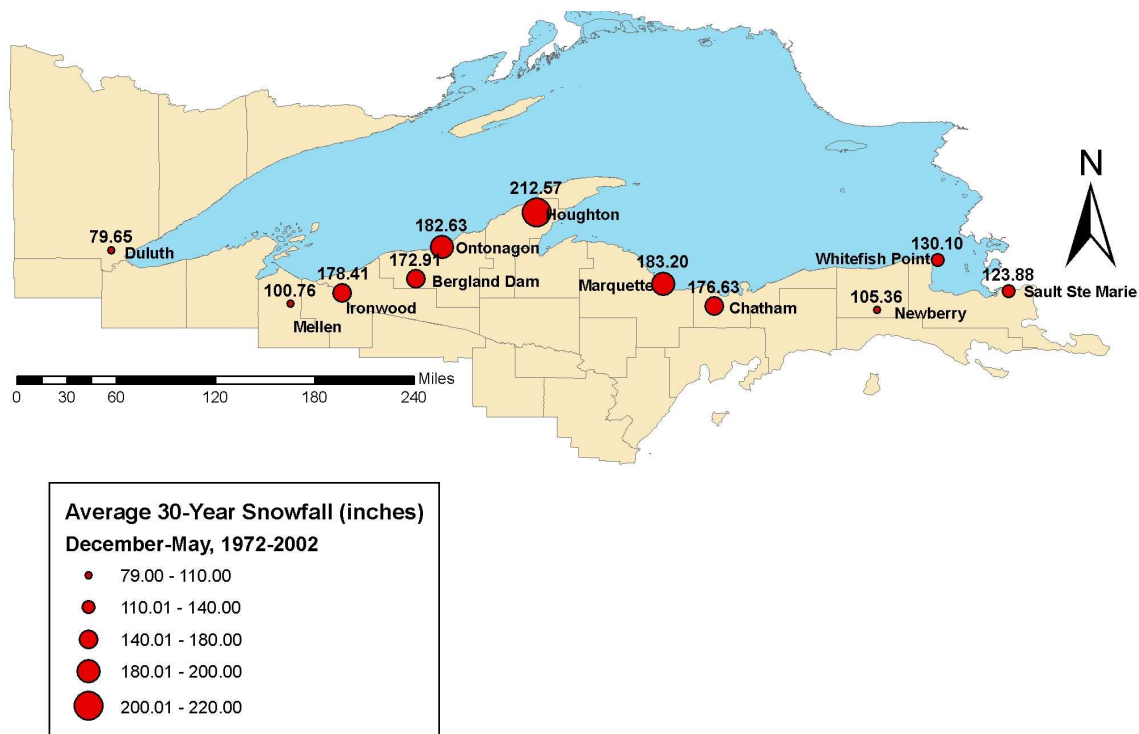 N
212.57
Houghton
182.63
Ontonagon
79.65
Duluth
172.91
Bergland Dam
183.20
Marquette
130.10
Whitefish Point
178.41
Ironwood
176.63
Chatham
123.88
Sault Ste Marie
100.76
Mellen
105.36
Newberry
Miles
0 30 60 120 180 240
Average 30-Year Snowfall (inches)
December-May, 1972-2002
79.00 - 110.00
110.01 - 140.00
140.01 - 180.00
180.01 - 200.00
200.01 - 220.00